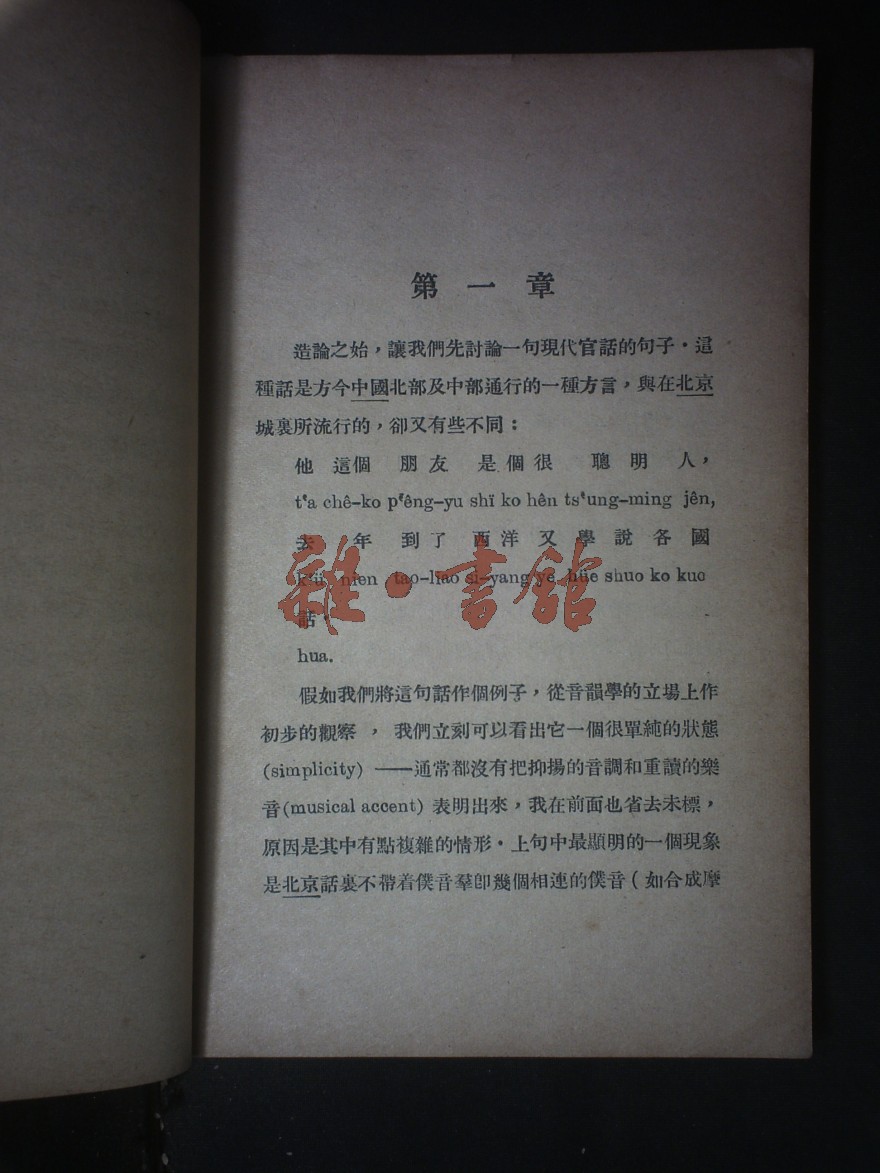 第一章
造論之始，讓我們先討論一句現代官話的句子·這
種話是方今中國北部及中部通行的一種方言，與在北京
城裏所流行的，卻又有些不同：
他 這個 朋友 是個很 聰明 人，
tʻa chê-ko pʻêng-yu shï ko hên tsʻung-ming jên,
去 年 到了 西洋 又 學說各國
kʻü nien tao-liao si-yang ye hüe shuo ko kuo
話，
hua.
假如我們將這句話作個例子，從音韻學的立場上作
初步的觀察，我們立刻可以看出它一個很單純的狀態
(simplicity) ——通常都沒有把抑揚的音調和重讀的樂
音(musical accent) 表明出來，我在前面也省去未標，
原因是其中有點複雜的情形·上句中最顯明的一個現象
是北京話裏不帶着僕音羣卽幾個相連的僕音(如合成摩
雜·書館